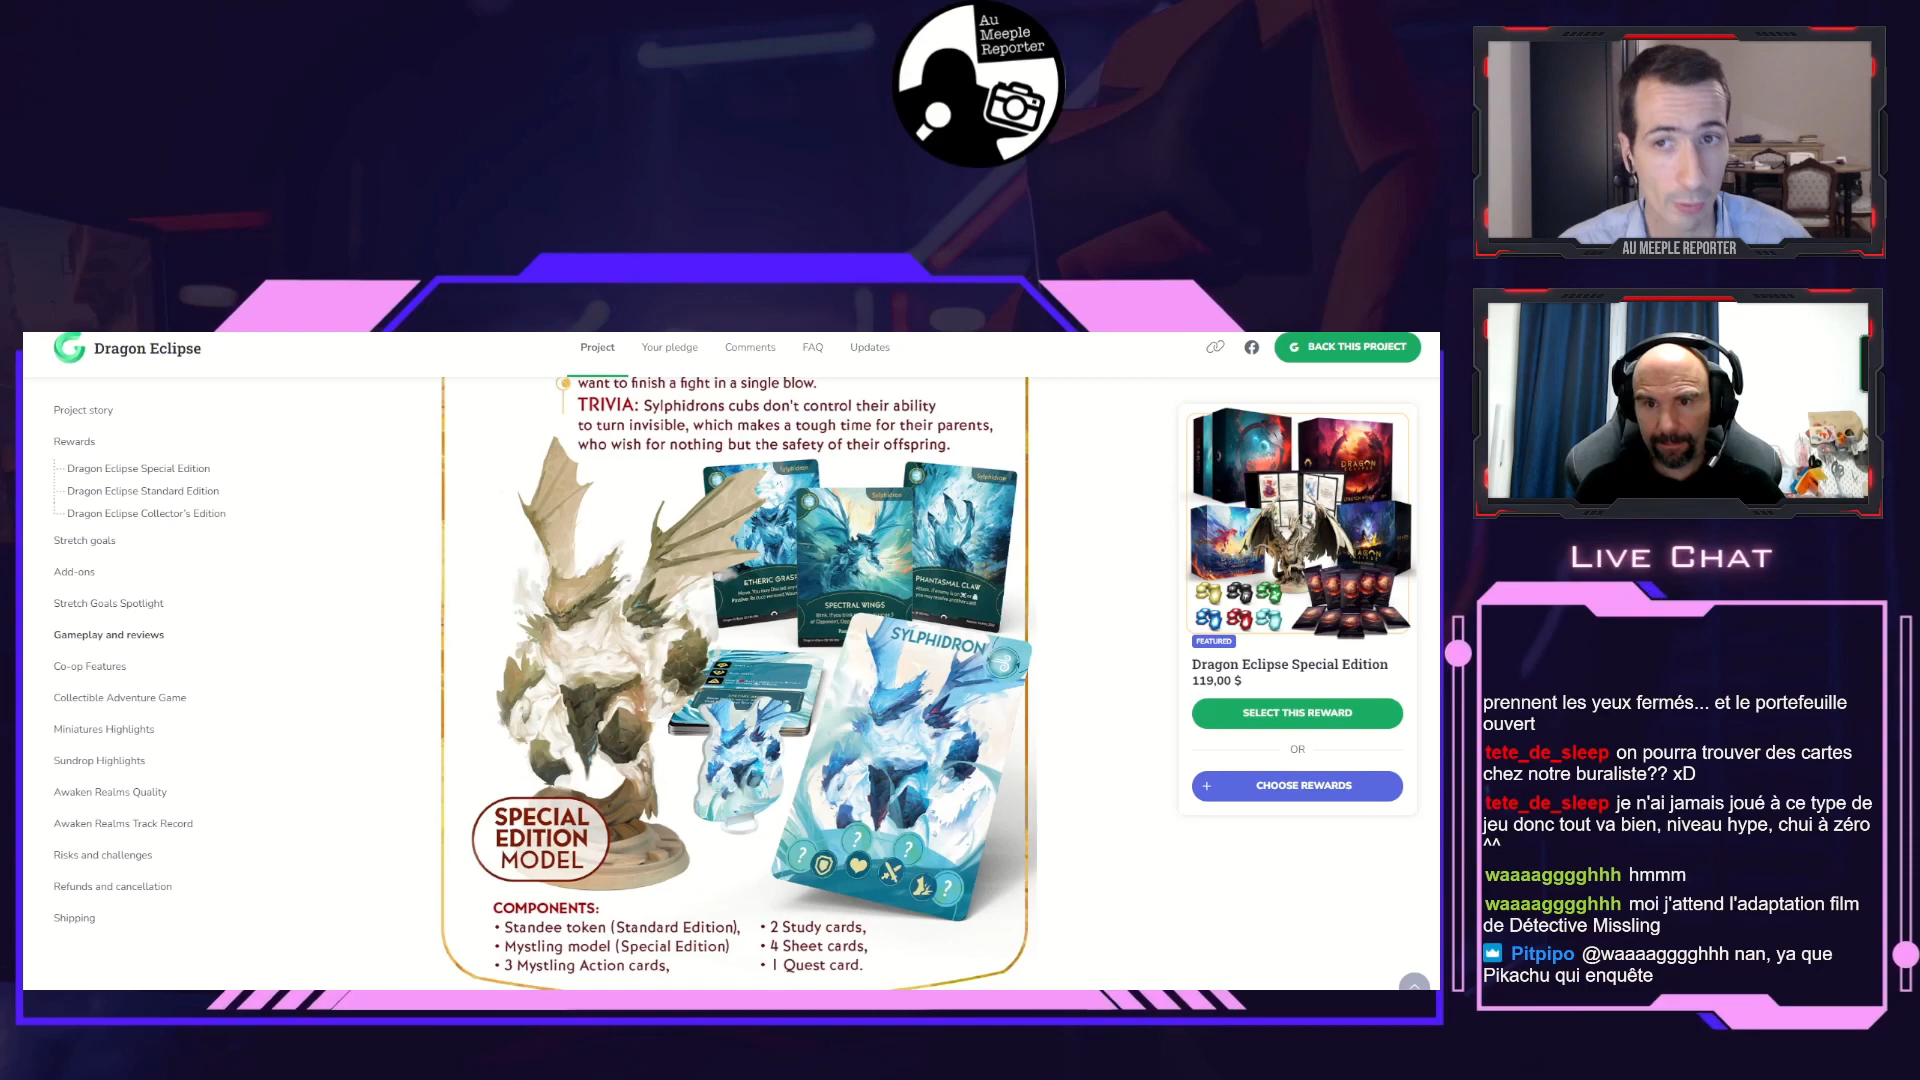 Au
Meeple
Reporter
AU MEEPLE REPORTER
Dragon Eclipse
Project
Your pledge
Comments
FAQ
Updates
BACK THIS PROJECT
Project story
Rewards
Dragon Eclipse Special Edition
Dragon Eclipse Standard Edition
Dragon Eclipse Collector's Edition
Stretch goals
Add-ons
Stretch Goals Spotlight
Gameplay and reviews
Co-op Features
Collectible Adventure Game
Miniatures Highlights
Sundrop Highlights
Awaken Realms Quality
Awaken Realms Track Record
Risks and challenges
Refunds and cancellation
Shipping
want to finish a fight in a single blow.
TRIVIA: Sylphidrons cubs don't control their ability
to turn invisible, which makes a tough time for their parents,
who wish for nothing but the safety of their offspring.
Sylphidron
Sylphidron
Sylphidron
ETHERIC GRASP
SPECTRAL WINGS
PHANTASMAL CLAW
SYLPHIDRON
SPECIAL
EDITION
MODEL
COMPONENTS:
• Standee token (Standard Edition),
• Mystling model (Special Edition)
• 3 Mystling Action cards,
• 2 Study cards,
• 4 Sheet cards,
• 1 Quest card.
FEATURED
Dragon Eclipse Special Edition
119,00 $
SELECT THIS REWARD
OR
+ CHOOSE REWARDS
LIVE CHAT
prennent les yeux fermés... et le portefeuille
ouvert
tete_de_sleep on pourra trouver des cartes
chez notre buraliste?? xD
tete_de_sleep je n'ai jamais joué à ce type de
jeu donc tout va bien, niveau hype, chui à zéro
^^
waaaagggghhh hmmm
waaaagggghhh moi j'attend l'adaptation film
de Détective Missling
Pitpipo @waaaagggghhh nan, ya que
Pikachu qui enquête